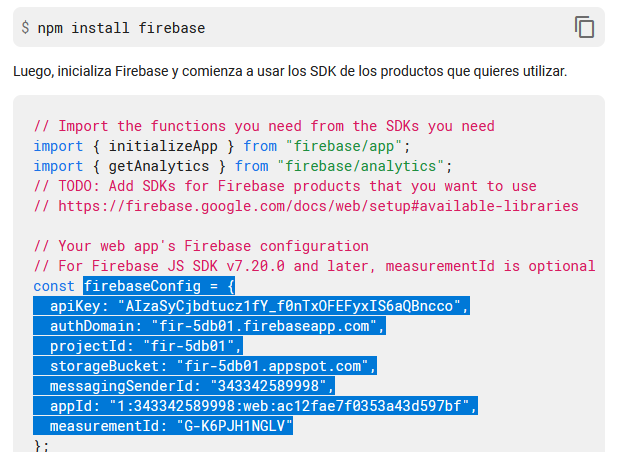 $ npm install firebase
Luego, inicializa Firebase y comienza a usar los SDK de los productos que quieres utilizar.
// Import the functions you need from the SDKs you need
import { initializeApp } from "firebase/app";
import { getAnalytics } from "firebase/analytics";
// TODO: Add SDKs for Firebase products that you want to use
// https://firebase.google.com/docs/web/setup#available-libraries
// Your web app's Firebase configuration
// For Firebase JS SDK v7.20.0 and later, measurementId is optional
const firebaseConfig = {
apiKey: "AIzaSyCjbdtucz1fY_f0nTxOFEFyxIS6aQBncco",
authDomain: "fir-5db01.firebaseapp.com",
projectId: "fir-5db01",
storageBucket: "fir-5db01.appspot.com",
messagingSenderId: "343342589998",
appId: "1:343342589998:web:ac12fae7f0353a43d597bf",
measurementId: "G-K6PJH1NGLV"
};